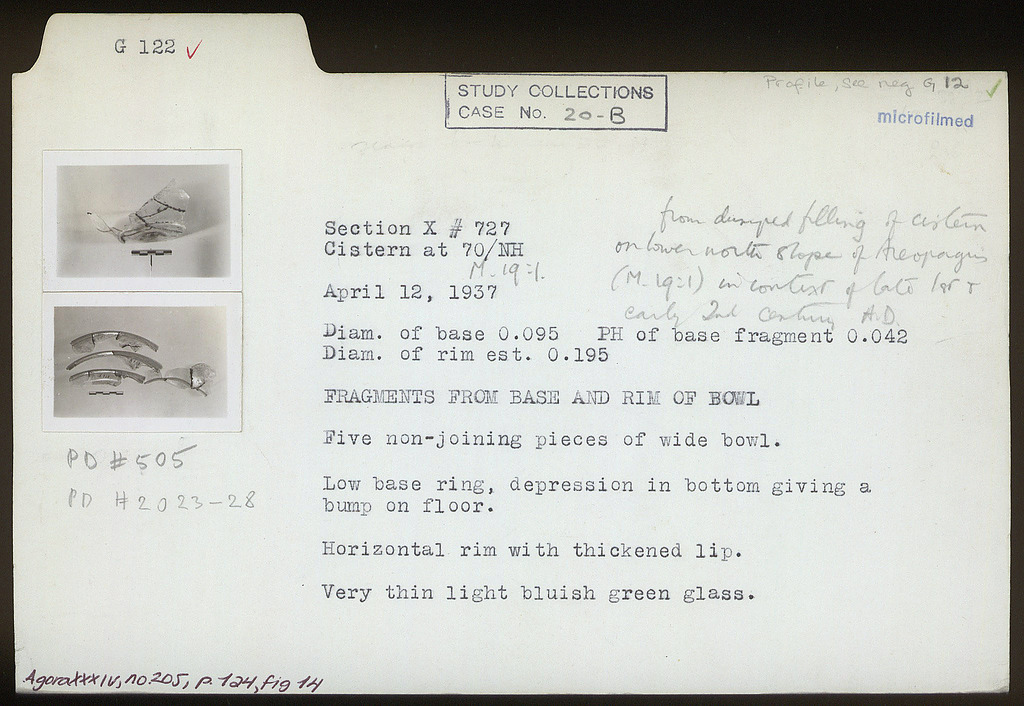 G 122 ✓
Profile, see neg G 12 ✓
STUDY COLLECTIONS
CASE No. 20-B
microfilmed
Section X # 727
Cistern at 70/NH
M-19:1.
April 12, 1937
from dumped filling of cistern
on lower north slope of Areopagus
(M-19:1) in context of late 1st &
early 2nd century A.D.
Diam. of base 0.095 PH of base fragment 0.042
Diam. of rim est. 0.195
FRAGMENTS FROM BASE AND RIM OF BOWL
Five non-joining pieces of wide bowl.
PD #505
PD #2023-28
Low base ring, depression in bottom giving a
bump on floor.
Horizontal rim with thickened lip.
Very thin light bluish green glass.
Agora XXXIV, no.205, p.124, fig 14